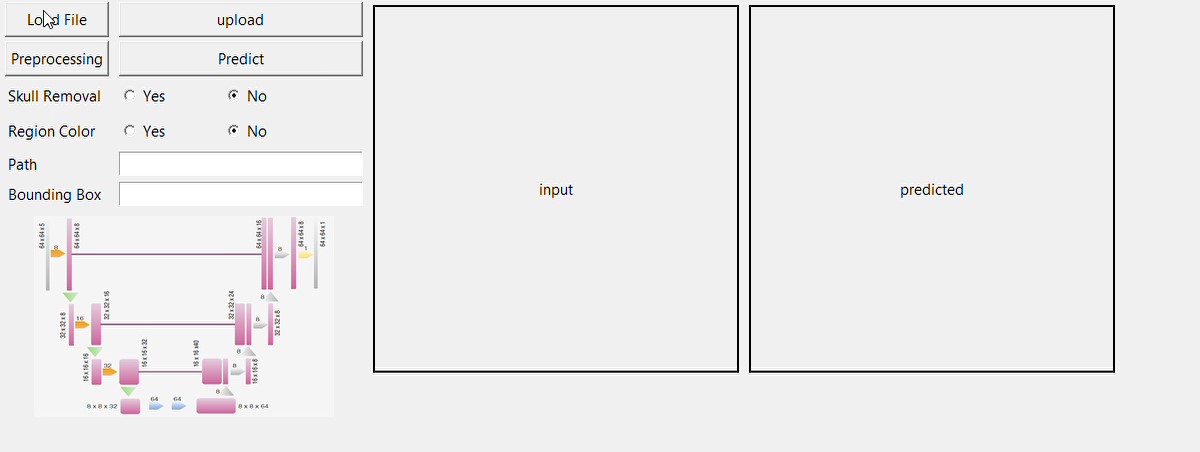 Load File
upload
Preprocessing
Predict
Skull Removal
Yes
No
Region Color
Yes
No
Path
Bounding Box
input
predicted
64 x 64 x 5
8
64 x 64 x 8
64 x 64 x 16
8
64 x 64 x 8
1
64 x 64 x 1
8
32 x 32 x 8
16
32 x 32 x 16
32 x 32 x 24
8
32 x 32 x 8
8
16 x 16 x 16
32
16 x 16 x 32
16 x 16 x40
8
16 x 16 x 8
8
8 x 8 x 32
64
64
8 x 8 x 64